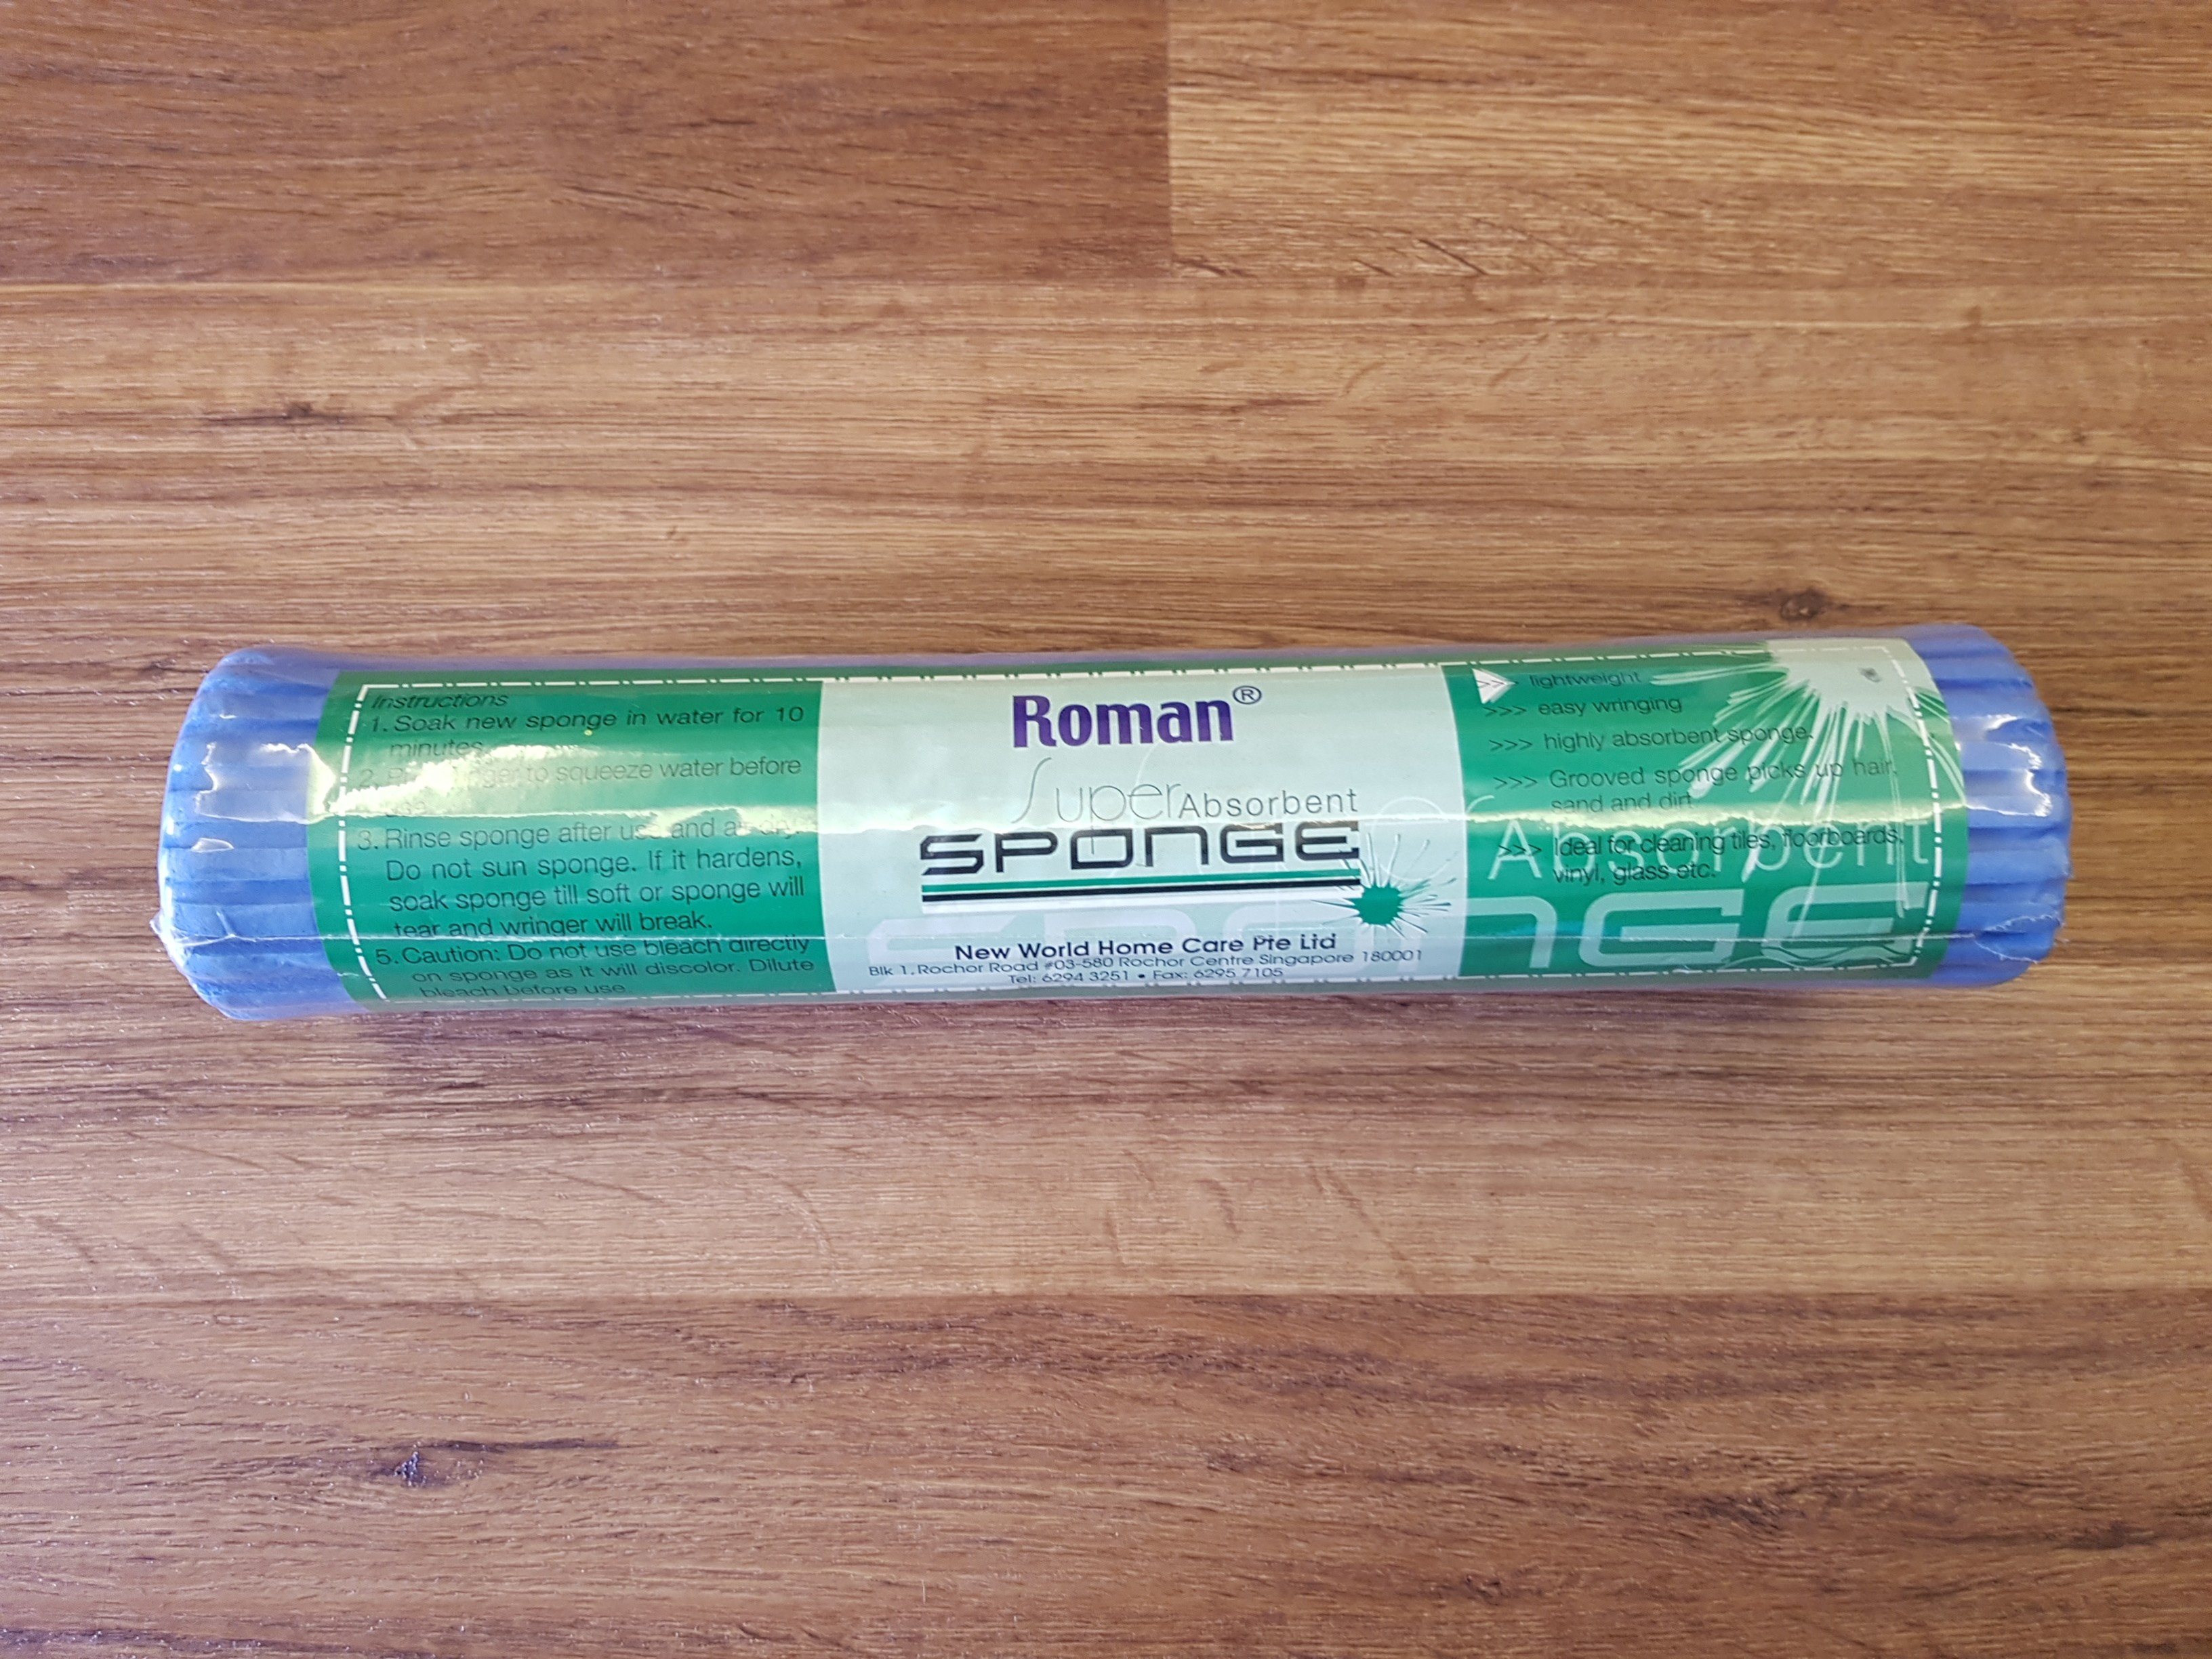 Instructions
1. Soak new sponge in water for 10
minutes
to squeeze water before
3. Rinse sponge after use and
Do not sun sponge. If it hardens,
soak sponge till soft or sponge will
tear and wringer will break.
5. Caution: Do not use bleach directly
on sponge as it will discolor. Dilute
bleach before use.
Roman®
Super Absorbent
SPONGE
New World Home Care Pte Ltd
Blk 1, Rochor Road #03-580 Rochor Centre Singapore 180001
Tel: 6294 3251 • Fax: 6295 7105
>>> lightweight
>>> easy wringing
>>> highly absorbent sponge.
>>> Grooved sponge picks up hair,
sand and dirt
>>> Ideal for cleaning tiles, floorboards,
vinyl, glass etc.
Absorbent
SPONGE